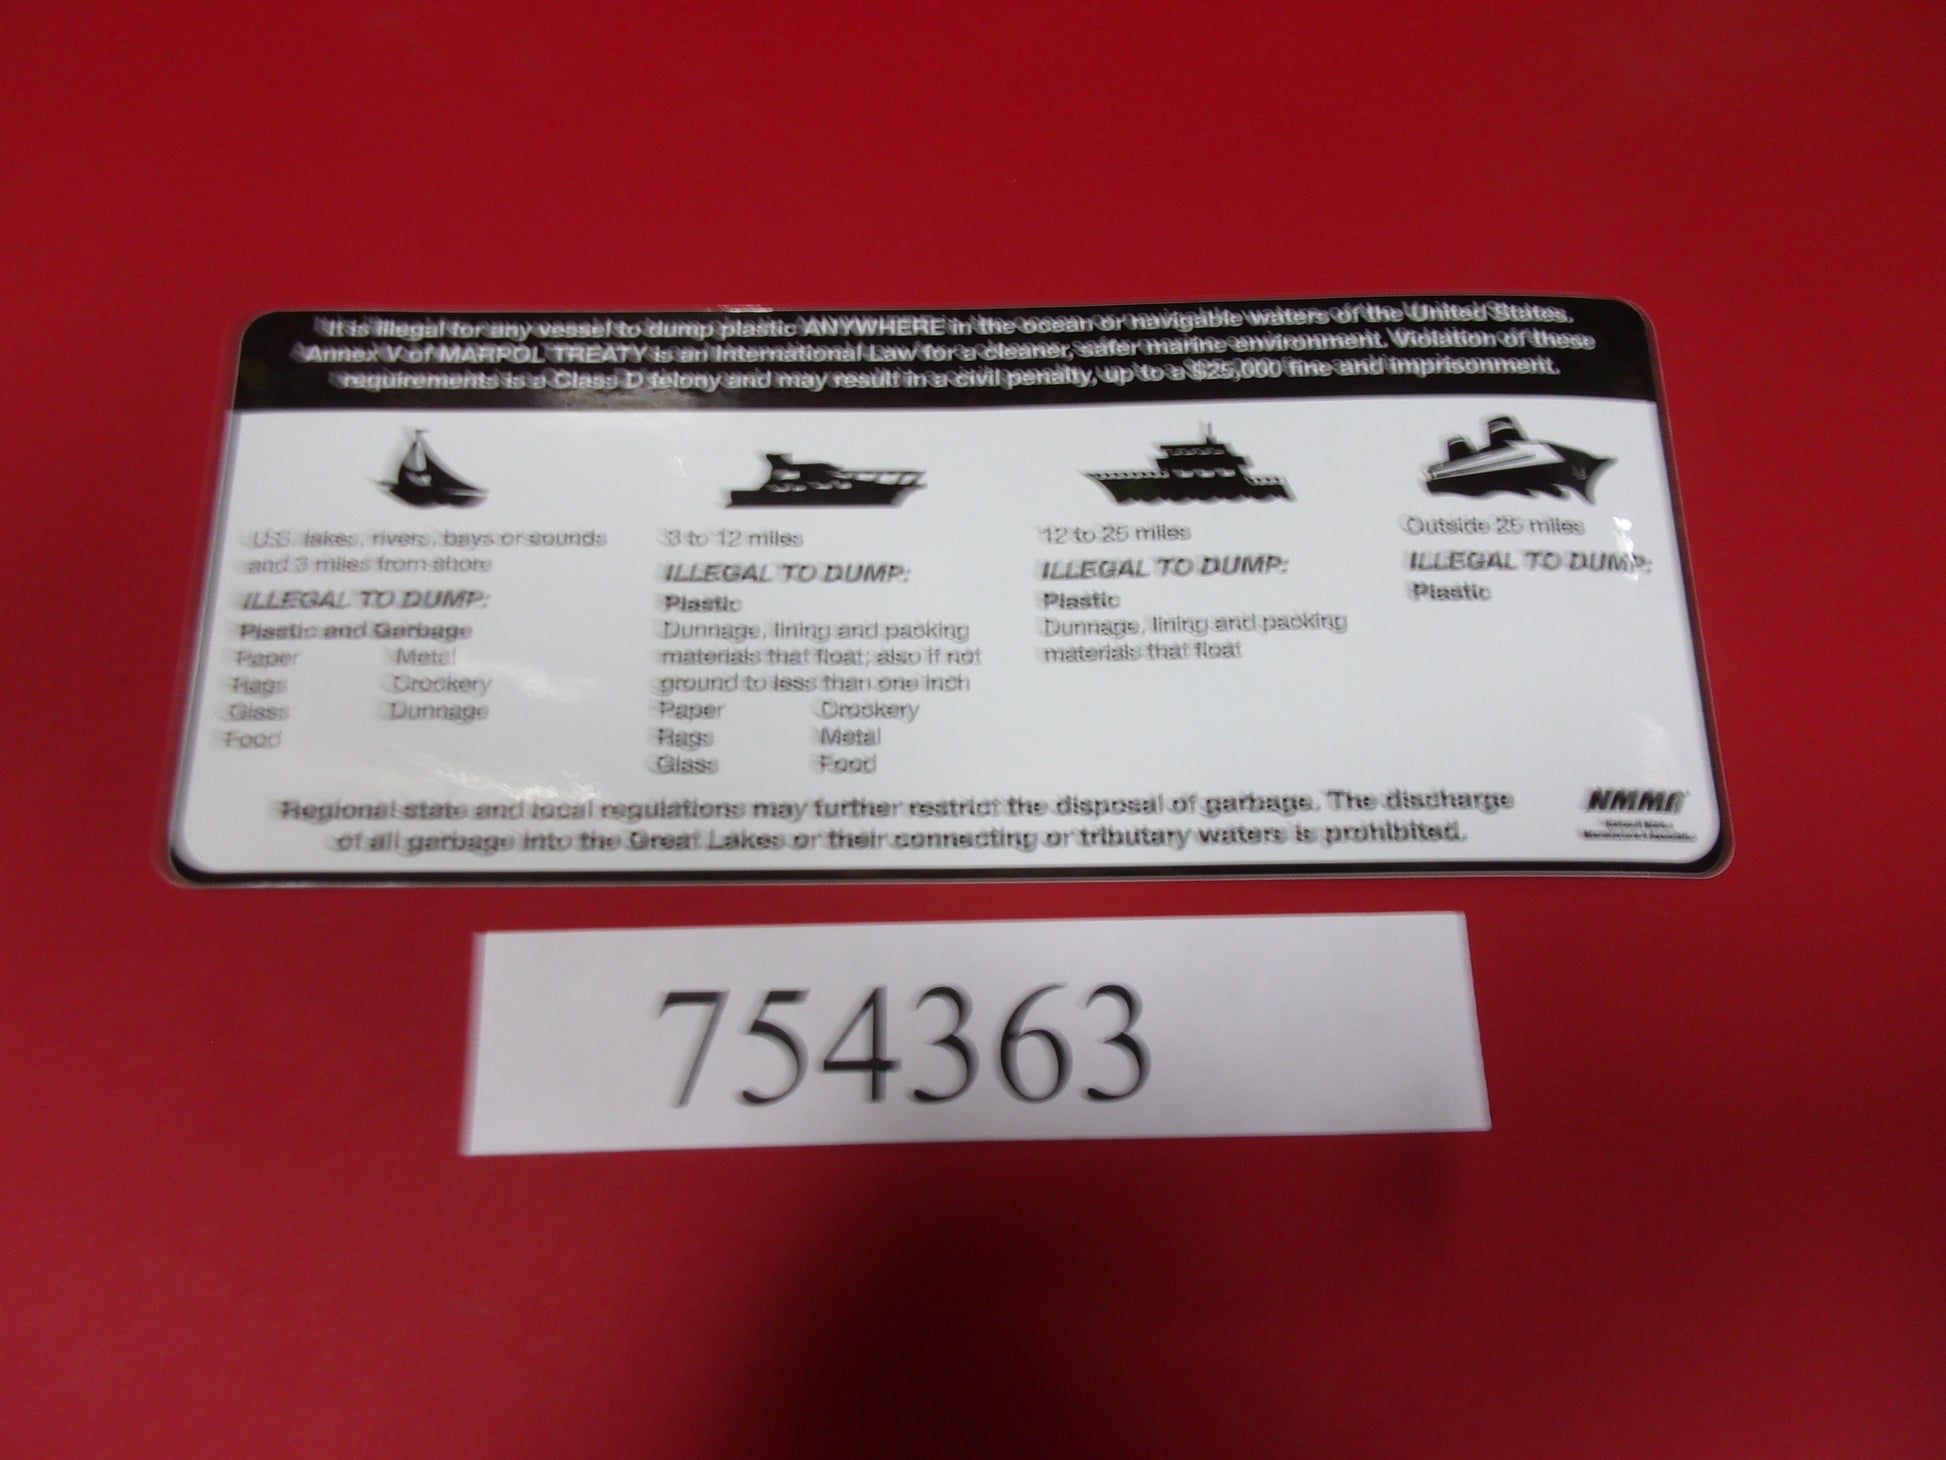 It is illegal for any vessel to dump plastic ANYWHERE in the ocean or navigable waters of the United States.
Annex V of MARPOL TREATY is an International Law for a cleaner, safer marine environment. Violation of these
requirements is a Class D felony and may result in a civil penalty, up to a $25,000 fine and imprisonment.
U.S. lakes, rivers, bays or sounds
and 3 miles from shore
ILLEGAL TO DUMP:
Plastic and Garbage
Paper Metal
Rags Crockery
Glass Dunnage
Food
3 to 12 miles
ILLEGAL TO DUMP:
Plastic
Dunnage, lining and packing
materials that float; also if not
ground to less than one inch
Paper Crockery
Rags Metal
Glass Food
12 to 25 miles
ILLEGAL TO DUMP:
Plastic
Dunnage, lining and packing
materials that float
Outside 25 miles
ILLEGAL TO DUMP:
Plastic
Regional state and local regulations may further restrict the disposal of garbage. The discharge
of all garbage into the Great Lakes or their connecting or tributary waters is prohibited.
NMMA
754363